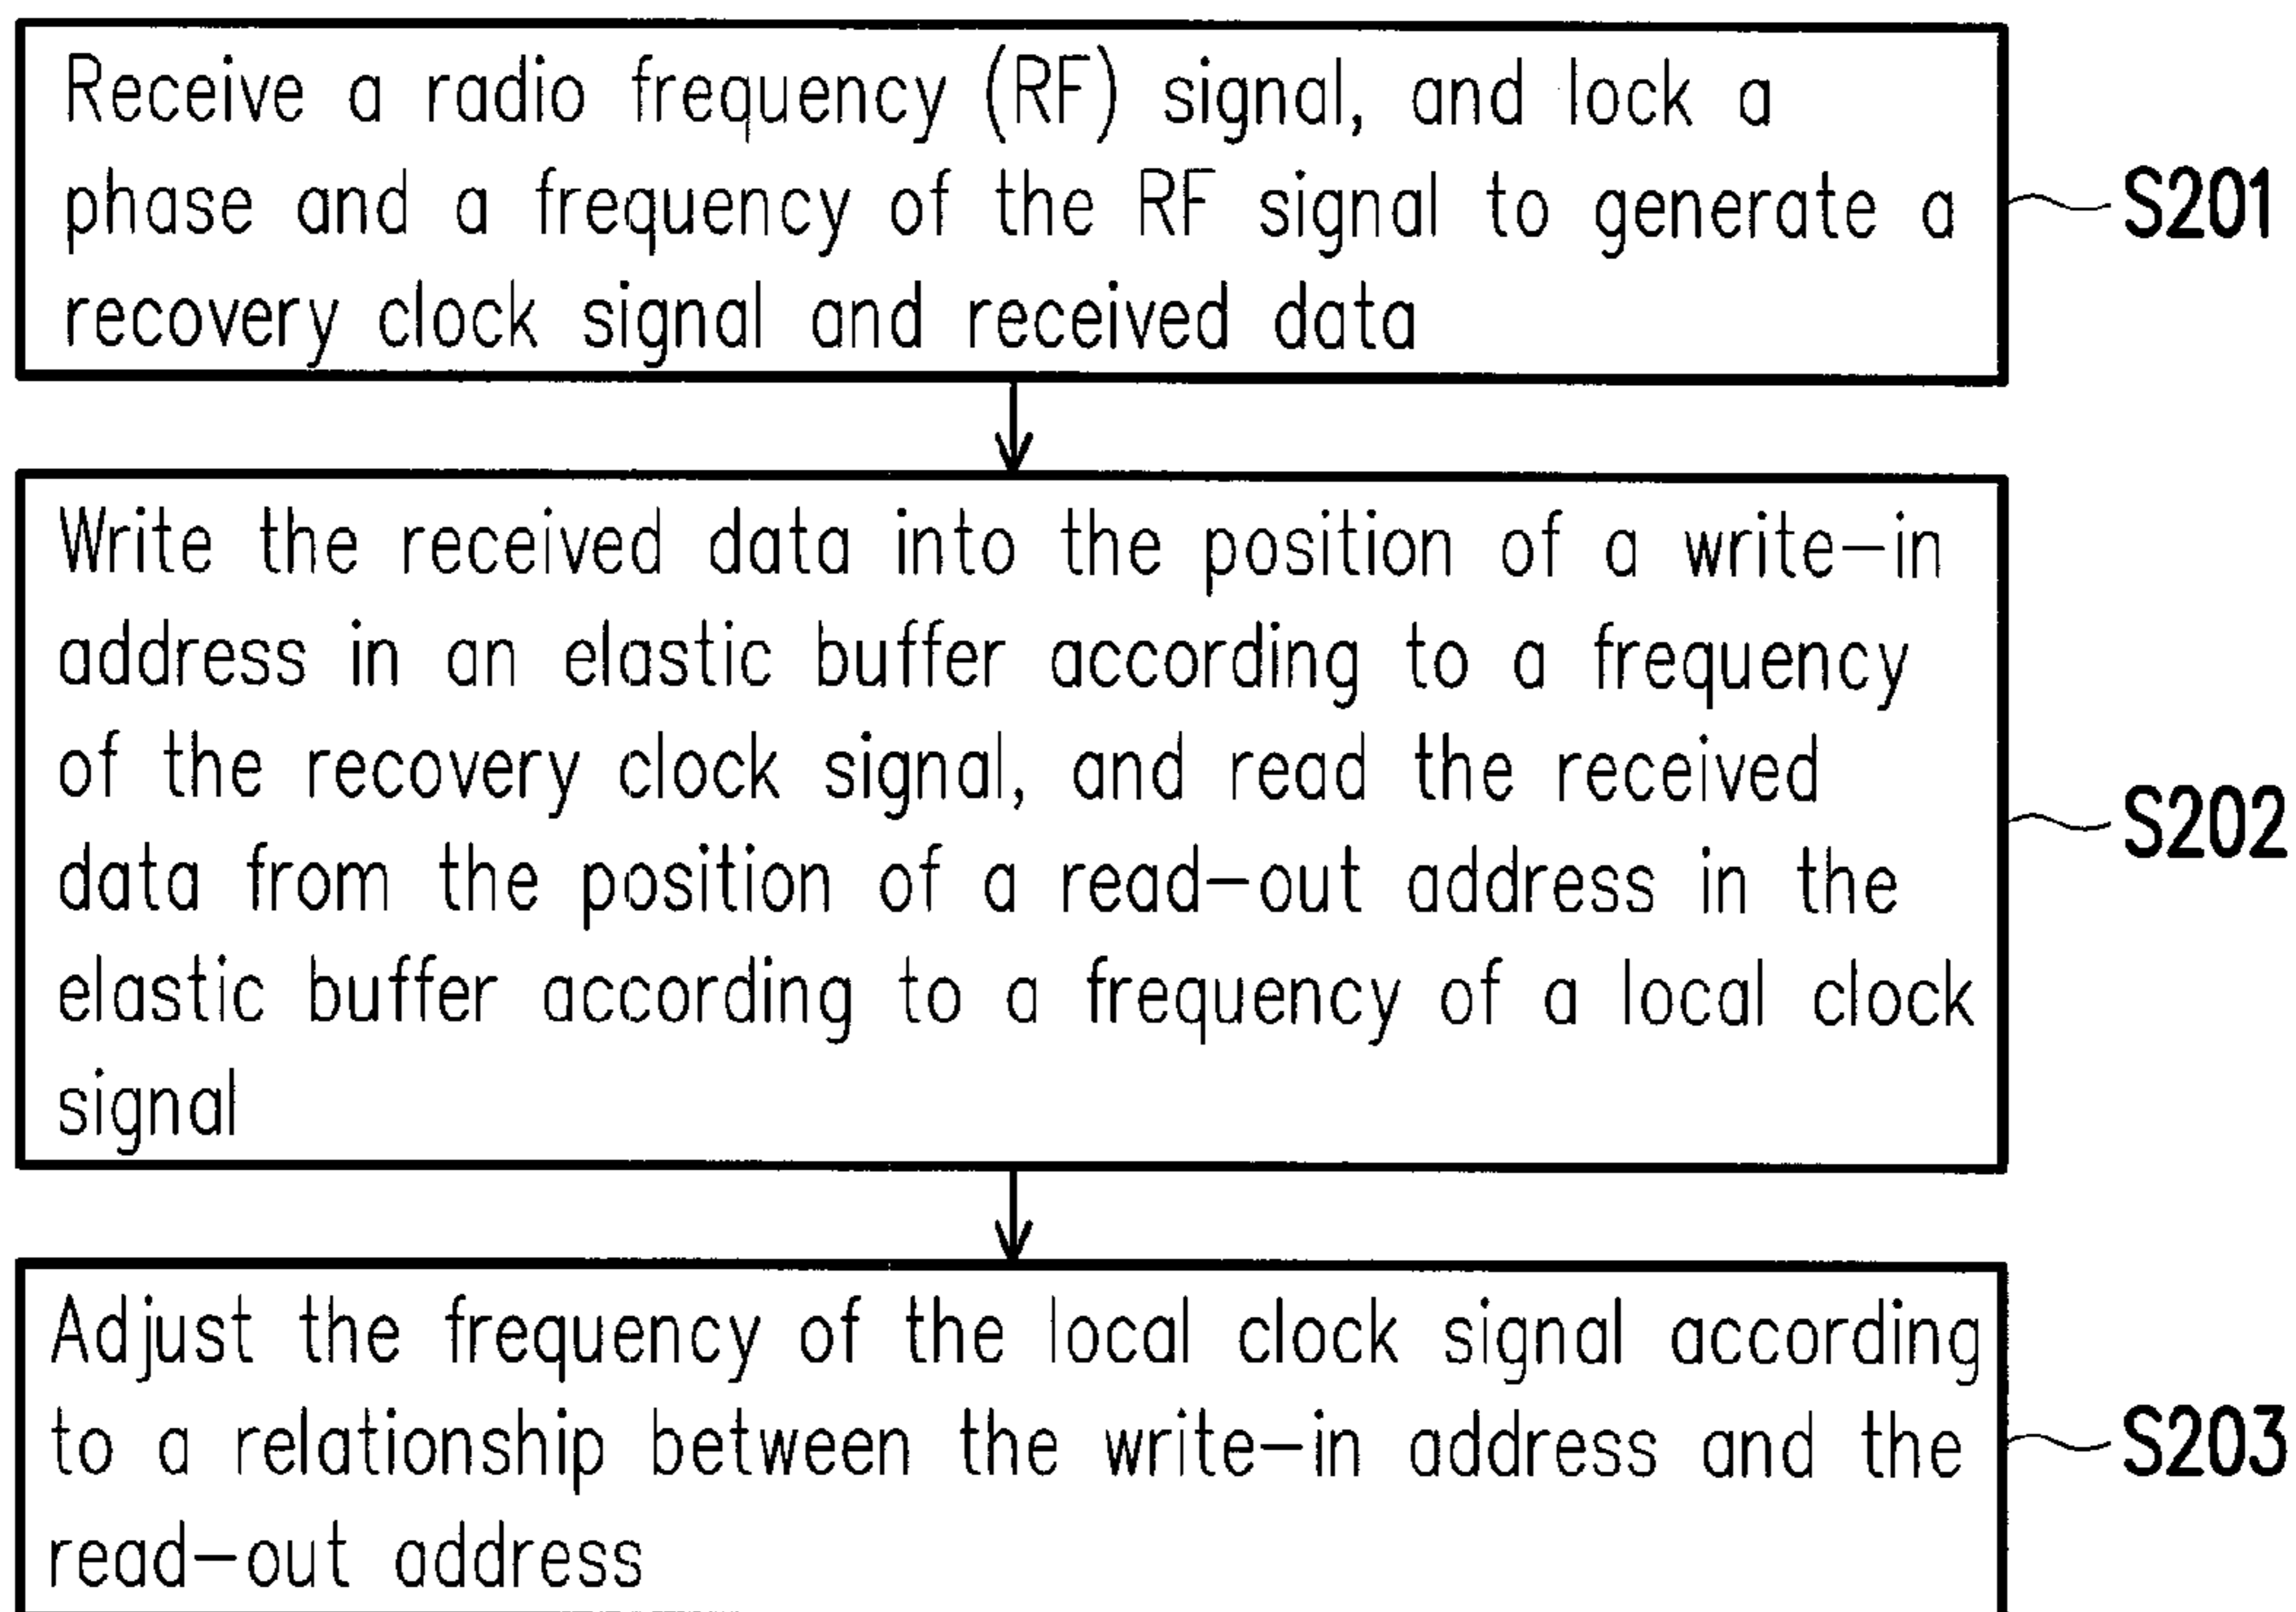 Receive a radio frequency (RF) signal, and lock a
phase and a frequency of the RF signal to generate a
recovery clock signal and received data
S201
Write the received data into the position of a write-in
address in an elastic buffer according to a frequency
of the recovery clock signal, and read the received
data from the position of a read-out address in the
elastic buffer according to a frequency of a local clock
signal
S202
Adjust the frequency of the local clock signal according
to a relationship between the write-in address and the
read-out address
S203